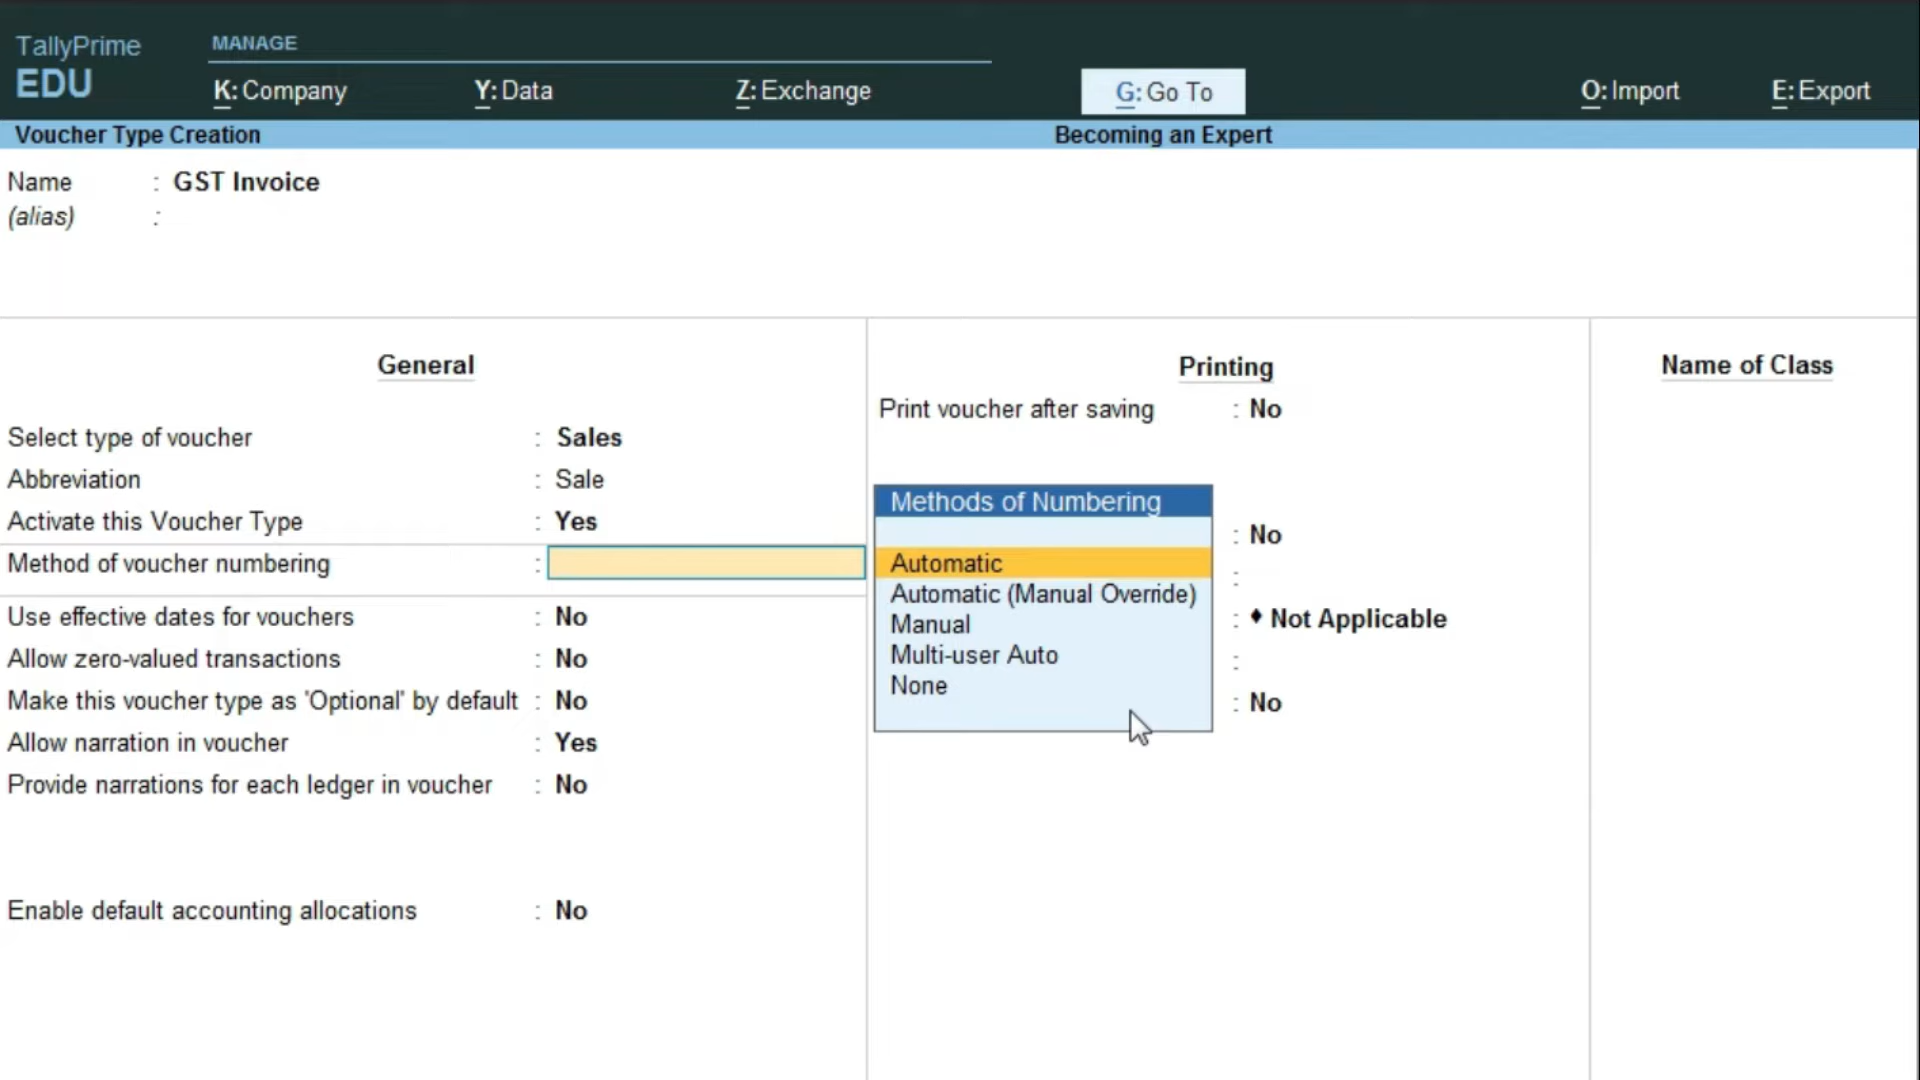 TallyPrime
EDU
MANAGE
K: Company
Y: Data
Z: Exchange
G: Go To
O: Import
E: Export
Voucher Type Creation
Becoming an Expert
Name : GST Invoice
(alias) :
General
Select type of voucher : Sales
Abbreviation : Sale
Activate this Voucher Type : Yes
Method of voucher numbering :
Use effective dates for vouchers : No
Allow zero-valued transactions : No
Make this voucher type as 'Optional' by default : No
Allow narration in voucher : Yes
Provide narrations for each ledger in voucher : No
Enable default accounting allocations : No
Printing
Print voucher after saving : No
Methods of Numbering
Automatic
Automatic (Manual Override)
Manual
Multi-user Auto
None
: No
:
: ♦ Not Applicable
:
: No
Name of Class